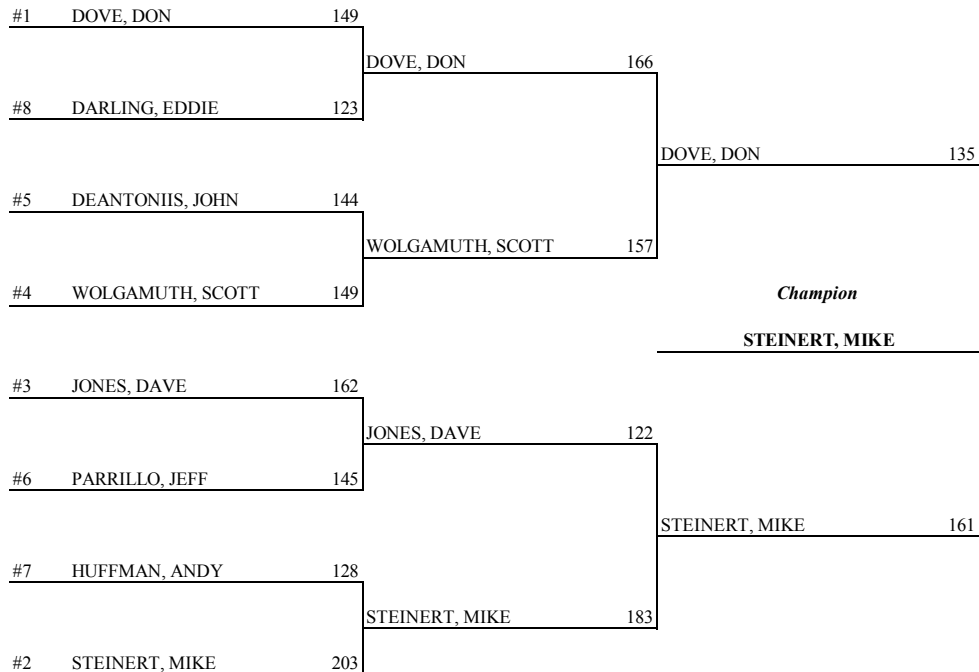 #1 DOVE, DON 149
DOVE, DON 166
#8 DARLING, EDDIE 123
DOVE, DON 135
#5 DEANTONIIS, JOHN 144
WOLGAMUTH, SCOTT 157
#4 WOLGAMUTH, SCOTT 149
Champion
STEINERT, MIKE
#3 JONES, DAVE 162
JONES, DAVE 122
#6 PARRILLO, JEFF 145
STEINERT, MIKE 161
#7 HUFFMAN, ANDY 128
STEINERT, MIKE 183
#2 STEINERT, MIKE 203